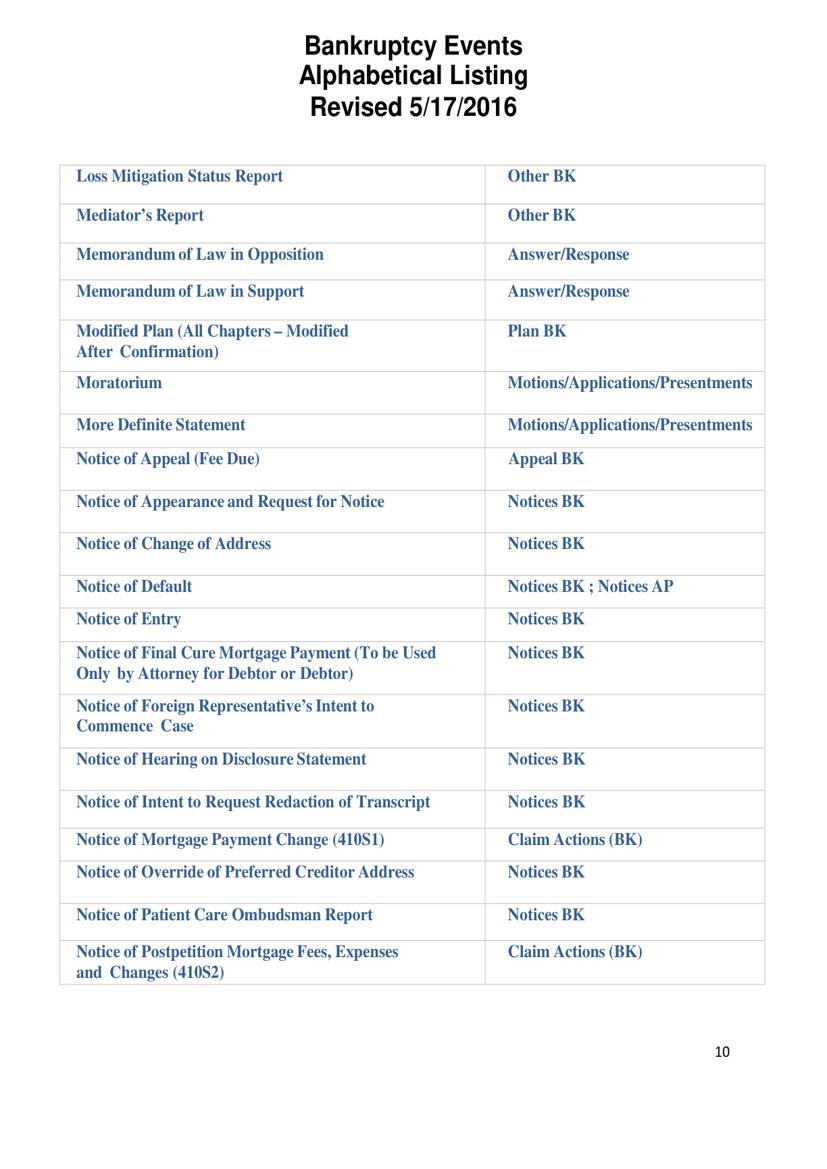 Bankruptcy Events
Alphabetical Listing
Revised 5/17/2016
Loss Mitigation Status Report Other BK
Mediator’s Report Other BK
Memorandum of Law in Opposition Answer/Response
Memorandum of Law in Support Answer/Response
Modified Plan (All Chapters – Modified Plan BK
After Confirmation)
Moratorium Motions/Applications/Presentments
More Definite Statement Motions/Applications/Presentments
Notice of Appeal (Fee Due) Appeal BK
Notice of Appearance and Request for Notice Notices BK
Notice of Change of Address Notices BK
Notice of Default Notices BK ; Notices AP
Notice of Entry Notices BK
Notice of Final Cure Mortgage Payment (To be Used Notices BK
Only by Attorney for Debtor or Debtor)
Notice of Foreign Representative’s Intent to Notices BK
Commence Case
Notice of Hearing on Disclosure Statement Notices BK
Notice of Intent to Request Redaction of Transcript Notices BK
Notice of Mortgage Payment Change (410S1) Claim Actions (BK)
Notice of Override of Preferred Creditor Address Notices BK
Notice of Patient Care Ombudsman Report Notices BK
Notice of Postpetition Mortgage Fees, Expenses Claim Actions (BK)
and Changes (410S2)
10